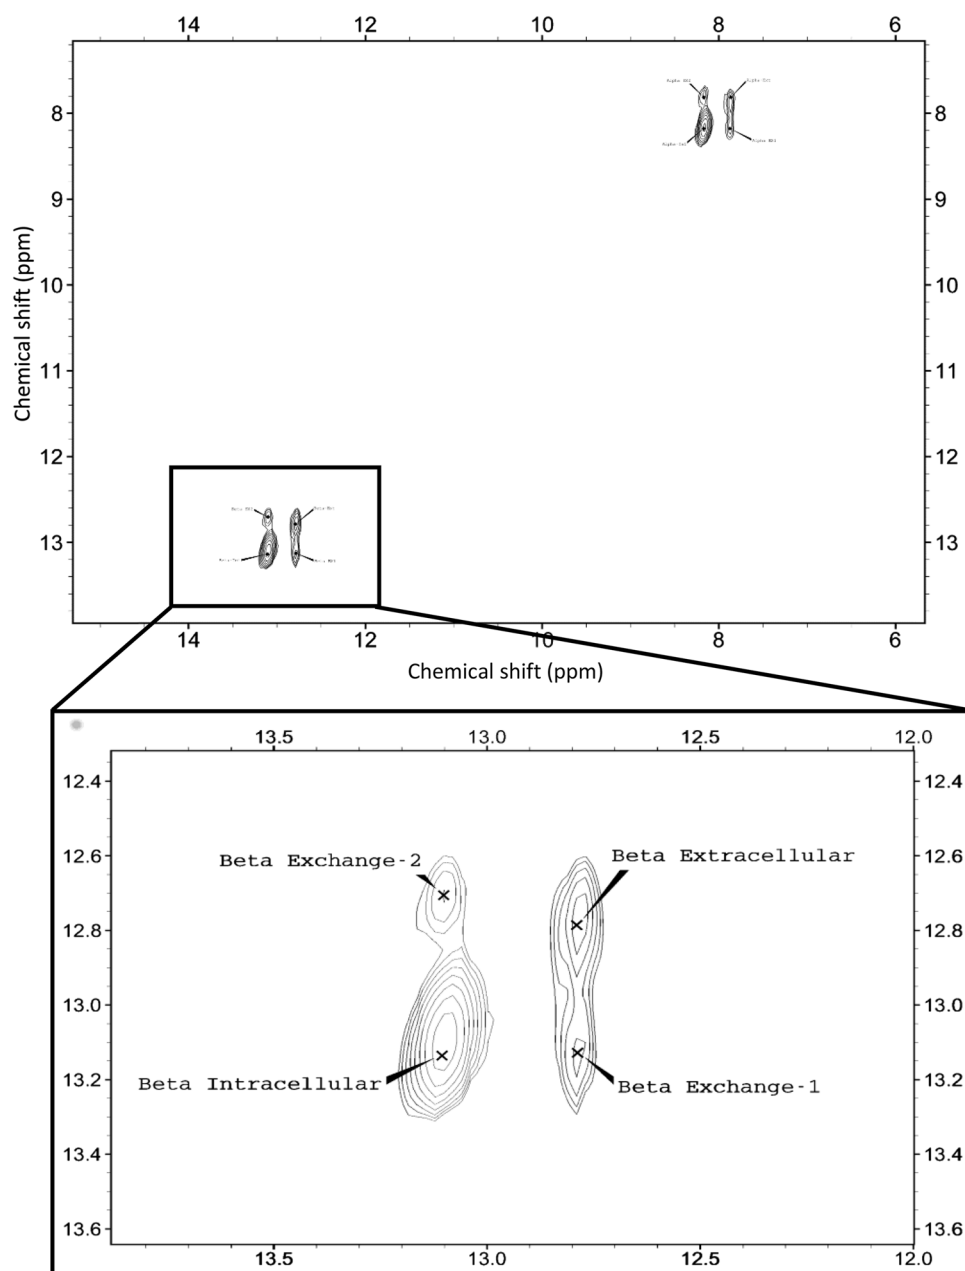 14 12 10 8 6
8 8
9 9
10 10
11 11
12 12
13 13
Chemical shift (ppm)
14 12 10 8 6
Chemical shift (ppm)
13.5 13.0 12.5 12.0
12.4 12.4
12.6 12.6
Beta Exchange-2
Beta Extracellular
12.8 12.8
13.0 13.0
13.2 13.2
Beta Intracellular
Beta Exchange-1
13.4 13.4
13.6 13.6
13.5 13.0 12.5 12.0